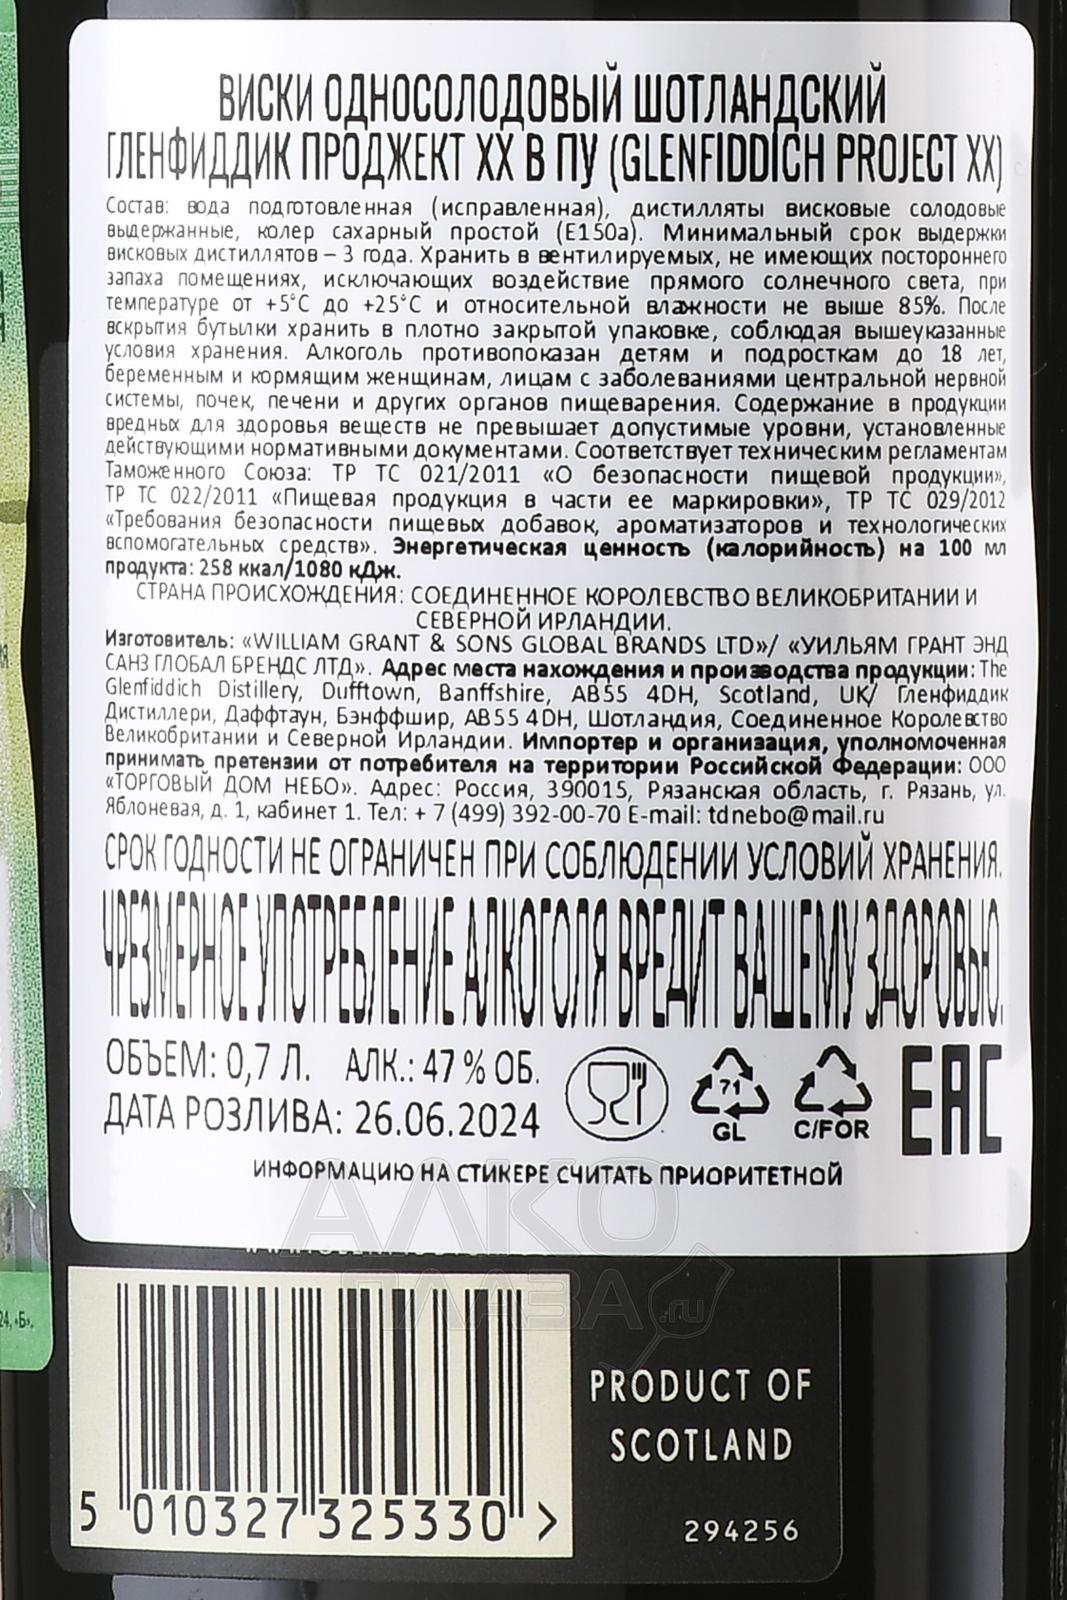 ВИСКИ ОДНОСОЛОДОВЫЙ ШОТЛАНДСКИЙ
ГЛЕНФИДДИК ПРОДЖЕКТ XX В ПУ (GLENFIDDICH PROJECT XX)
Состав: вода подготовленная (исправленная), дистилляты висковые солодовые
выдержанные, колер сахарный простой (Е150а). Минимальный срок выдержки
висковых дистиллятов – 3 года. Хранить в вентилируемых, не имеющих постороннего
запаха помещениях, исключающих воздействие прямого солнечного света, при
температуре от +5°С до +25°С и относительной влажности не выше 85%. После
вскрытия бутылки хранить в плотно закрытой упаковке, соблюдая вышеуказанные
условия хранения. Алкоголь противопоказан детям и подросткам до 18 лет,
беременным и кормящим женщинам, лицам с заболеваниями центральной нервной
системы, почек, печени и других органов пищеварения. Содержание в продукции
вредных для здоровья веществ не превышает допустимые уровни, установленные
действующими нормативными документами. Соответствует техническим регламентам
Таможенного Союза: ТР ТС 021/2011 «О безопасности пищевой продукции»,
ТР ТС 022/2011 «Пищевая продукция в части ее маркировки», ТР ТС 029/2012
«Требования безопасности пищевых добавок, ароматизаторов и технологических
вспомогательных средств». Энергетическая ценность (калорийность) на 100 мл
продукта: 258 ккал/1080 кДж.
СТРАНА ПРОИСХОЖДЕНИЯ: СОЕДИНЕННОЕ КОРОЛЕВСТВО ВЕЛИКОБРИТАНИИ И
СЕВЕРНОЙ ИРЛАНДИИ.
Изготовитель: «WILLIAM GRANT & SONS GLOBAL BRANDS LTD»/ «УИЛЬЯМ ГРАНТ ЭНД
САНЗ ГЛОБАЛ БРЕНДС ЛТД». Адрес места нахождения и производства продукции: The
Glenfiddich Distillery, Dufftown, Banffshire, AB55 4DH, Scotland, UK/ Гленфиддик
Дистиллери, Даффтаун, Бэнффшир, AB55 4DH, Шотландия, Соединенное Королевство
Великобритании и Северной Ирландии. Импортер и организация, уполномоченная
принимать претензии от потребителя на территории Российской Федерации: ООО
«ТОРГОВЫЙ ДОМ НЕБО». Адрес: Россия, 390015, Рязанская область, г. Рязань, ул.
Яблоневая, д. 1, кабинет 1. Тел: + 7 (499) 392-00-70 E-mail: tdnebo@mail.ru
СРОК ГОДНОСТИ НЕ ОГРАНИЧЕН ПРИ СОБЛЮДЕНИИ УСЛОВИЙ ХРАНЕНИЯ.
ЧРЕЗМЕРНОЕ УПОТРЕБЛЕНИЕ АЛКОГОЛЯ ВРЕДИТ ВАШЕМУ ЗДОРОВЬЮ.
ОБЪЕМ: 0,7 Л. АЛК.: 47 % ОБ.
ДАТА РОЗЛИВА: 26.06.2024
71
GL
C/FOR
EAC
ИНФОРМАЦИЮ НА СТИКЕРЕ СЧИТАТЬ ПРИОРИТЕТНОЙ
АЛКО
ПЛАЗА
.ru
24, «Б».
PRODUCT OF
SCOTLAND
5 010327 325330 >
294256